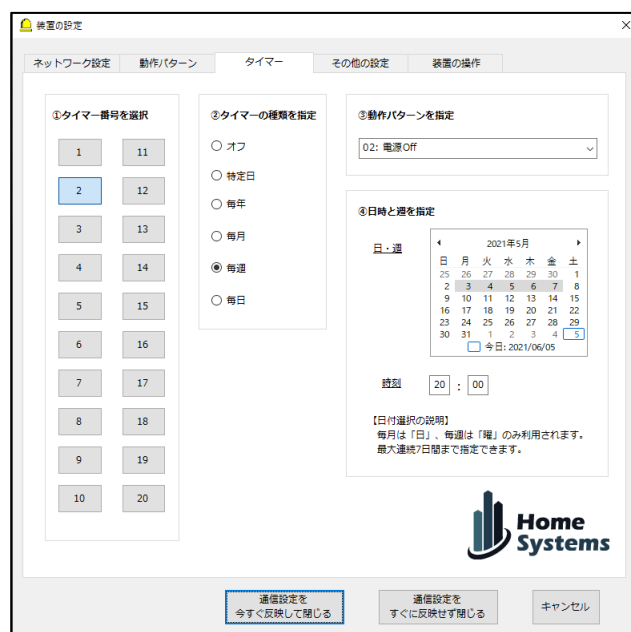 装置の設定
ネットワーク設定 動作パターン タイマー その他の設定 装置の操作
①タイマー番号を選択
1 11
2 12
3 13
4 14
5 15
6 16
7 17
8 18
9 19
10 20
②タイマーの種類を指定
オフ
特定日
毎年
毎月
毎週
毎日
③動作パターンを指定
02: 電源Off
④日時と週を指定
日・週
2021年5月
日 月 火 水 木 金 土
25 26 27 28 29 30 1
2 3 4 5 6 7 8
9 10 11 12 13 14 15
16 17 18 19 20 21 22
23 24 25 26 27 28 29
30 31 1 2 3 4 5
今日: 2021/06/05
時刻 20 : 00
【日付選択の説明】
毎月は「日」、毎週は「曜」のみ利用されます。
最大連続7日間まで指定できます。
Home
Systems
通信設定を
今すぐ反映して閉じる
通信設定を
すぐに反映せず閉じる
キャンセル